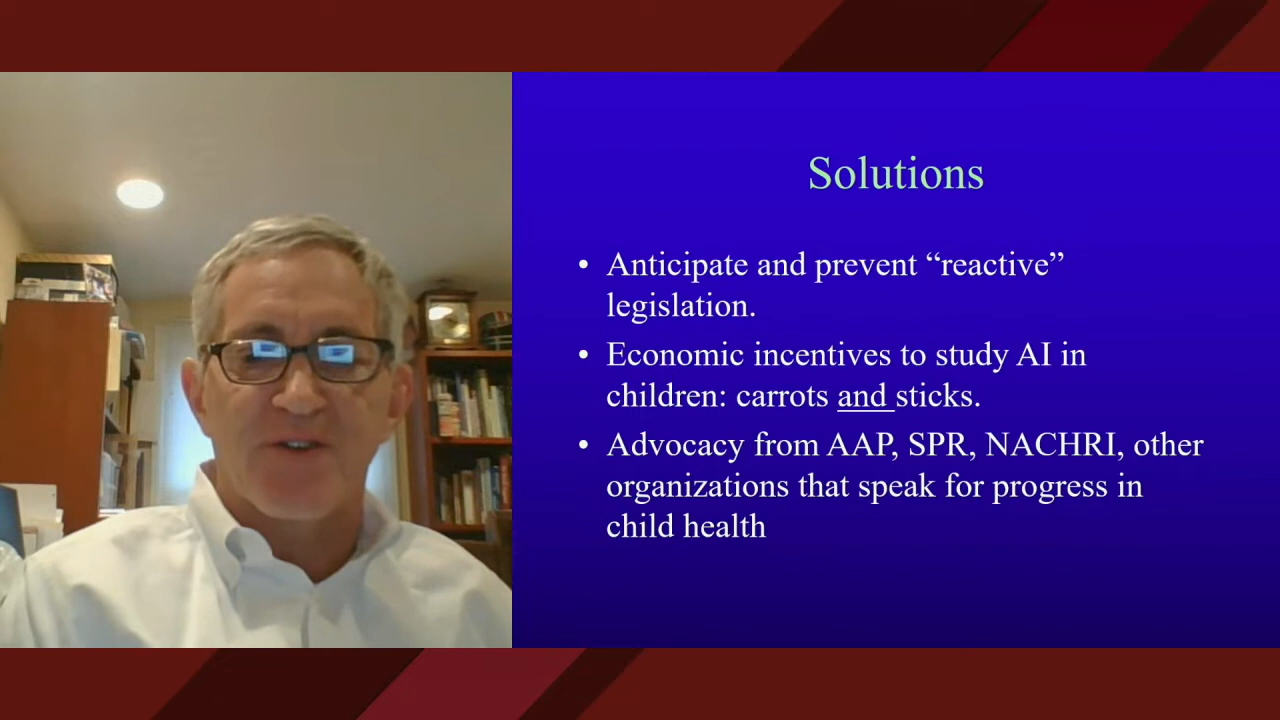 Solutions
• Anticipate and prevent “reactive”
legislation.
• Economic incentives to study AI in
children: carrots and sticks.
• Advocacy from AAP, SPR, NACHRI, other
organizations that speak for progress in
child health